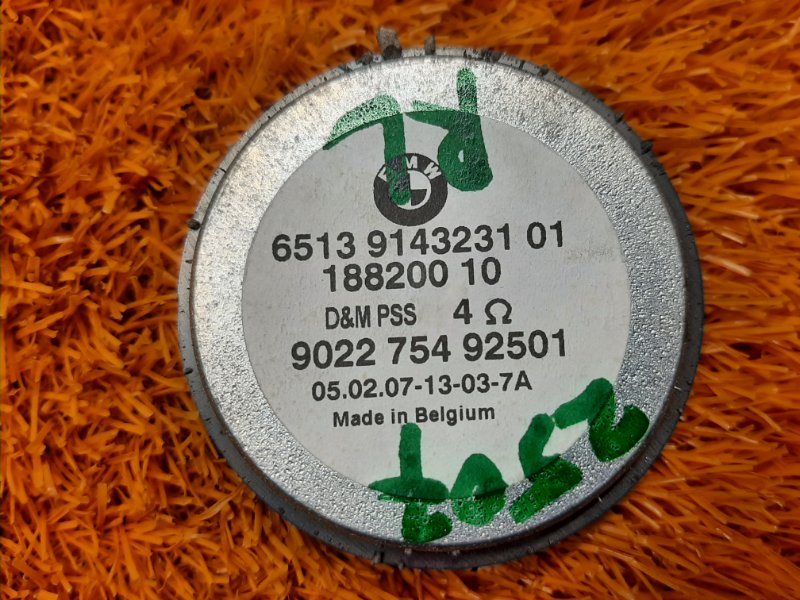 BMW
6513 9143231 01
188200 10
D&M PSS 4 Ω
9022 754 92501
05.02.07-13-03-7A
Made in Belgium